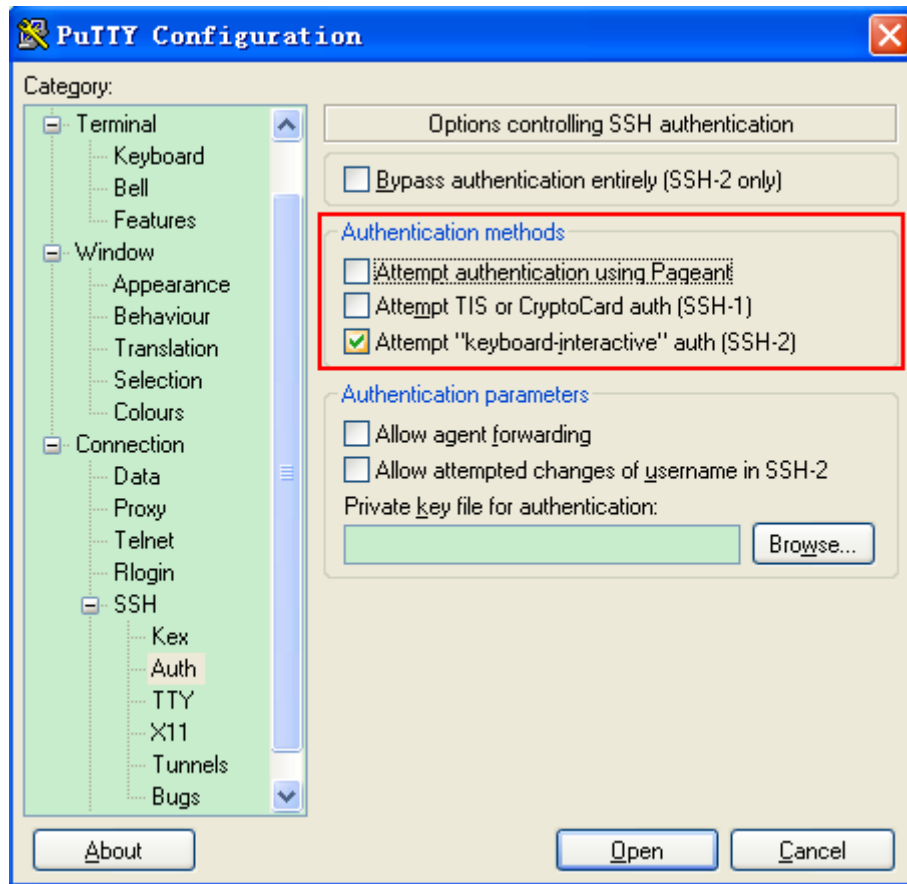 PuTTY Configuration
Category:
Terminal
Keyboard
Bell
Features
Window
Appearance
Behaviour
Translation
Selection
Colours
Connection
Data
Proxy
Telnet
Rlogin
SSH
Kex
Auth
TTY
X11
Tunnels
Bugs
Options controlling SSH authentication
Bypass authentication entirely (SSH-2 only)
Authentication methods
Attempt authentication using Pageant
Attempt TIS or CryptoCard auth (SSH-1)
Attempt "keyboard-interactive" auth (SSH-2)
Authentication parameters
Allow agent forwarding
Allow attempted changes of username in SSH-2
Private key file for authentication:
Browse...
About
Open
Cancel